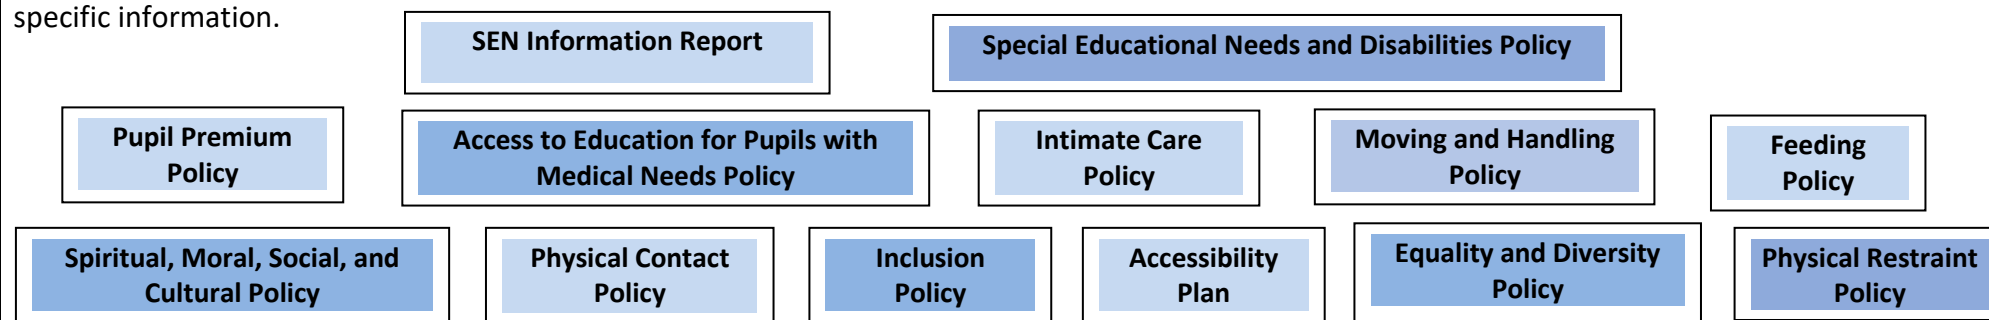 specific information.
SEN Information Report
Special Educational Needs and Disabilities Policy
Pupil Premium
Policy
Access to Education for Pupils with
Medical Needs Policy
Intimate Care
Policy
Moving and Handling
Policy
Feeding
Policy
Spiritual, Moral, Social, and
Cultural Policy
Physical Contact
Policy
Inclusion
Policy
Accessibility
Plan
Equality and Diversity
Policy
Physical Restraint
Policy